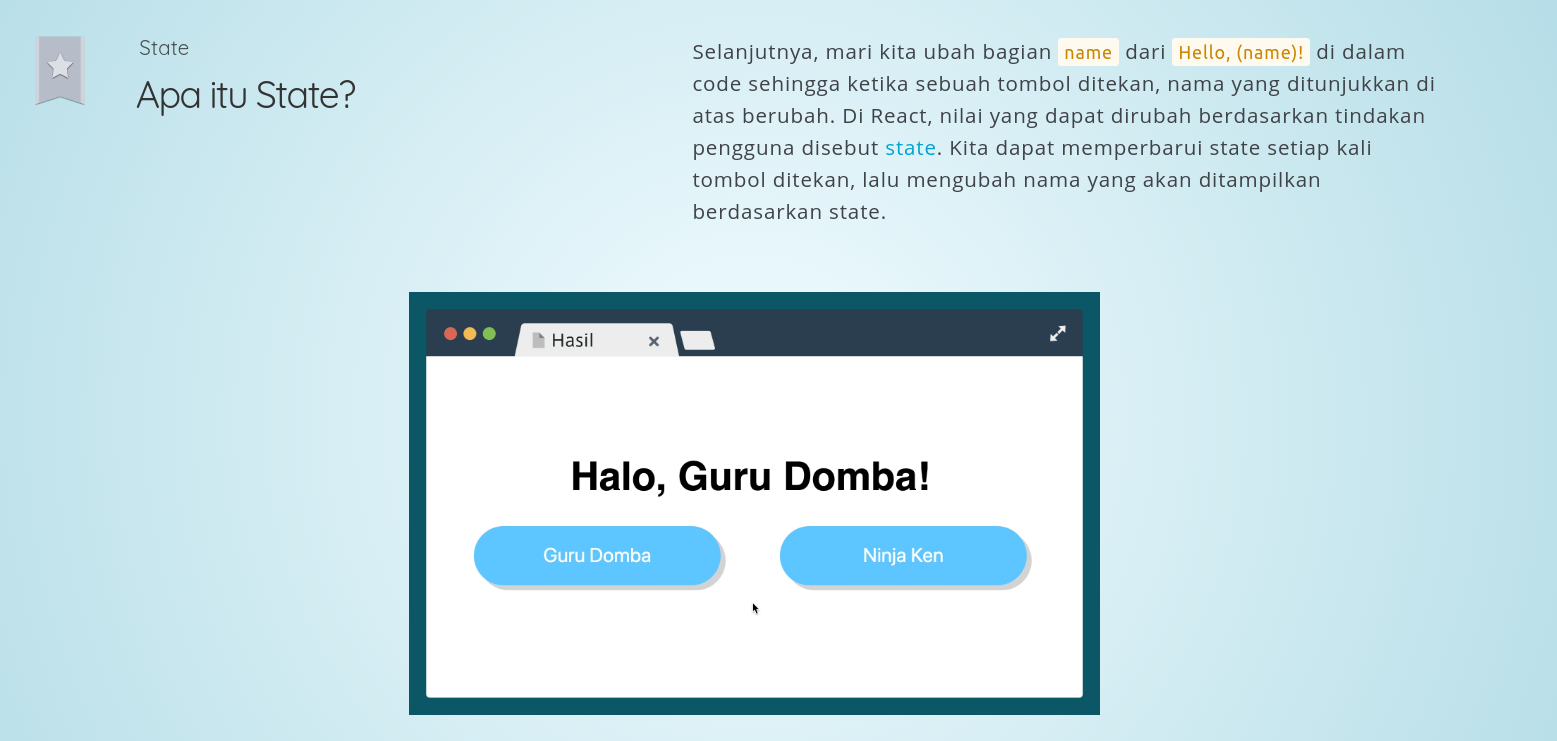 State
Apa itu State?
Selanjutnya, mari kita ubah bagian name dari Hello, (name)! di dalam
code sehingga ketika sebuah tombol ditekan, nama yang ditunjukkan di
atas berubah. Di React, nilai yang dapat dirubah berdasarkan tindakan
pengguna disebut state. Kita dapat memperbarui state setiap kali
tombol ditekan, lalu mengubah nama yang akan ditampilkan
berdasarkan state.
Hasil
Halo, Guru Domba!
Guru Domba
Ninja Ken